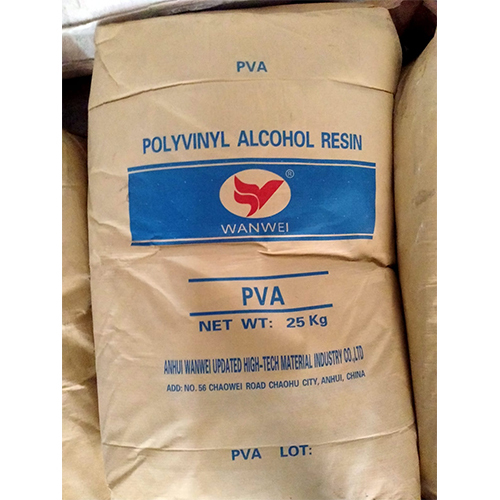 PVA
POLYVINYL ALCOHOL RESIN
®
WANWEI
PVA
NET WT: 25 Kg
ANHUI WANWEI UPDATED HIGH-TECH MATERIAL INDUSTRY CO.,LTD
ADD: NO. 56 CHAOWEI ROAD CHAOHU CITY, ANHUI, CHINA
PVA LOT: